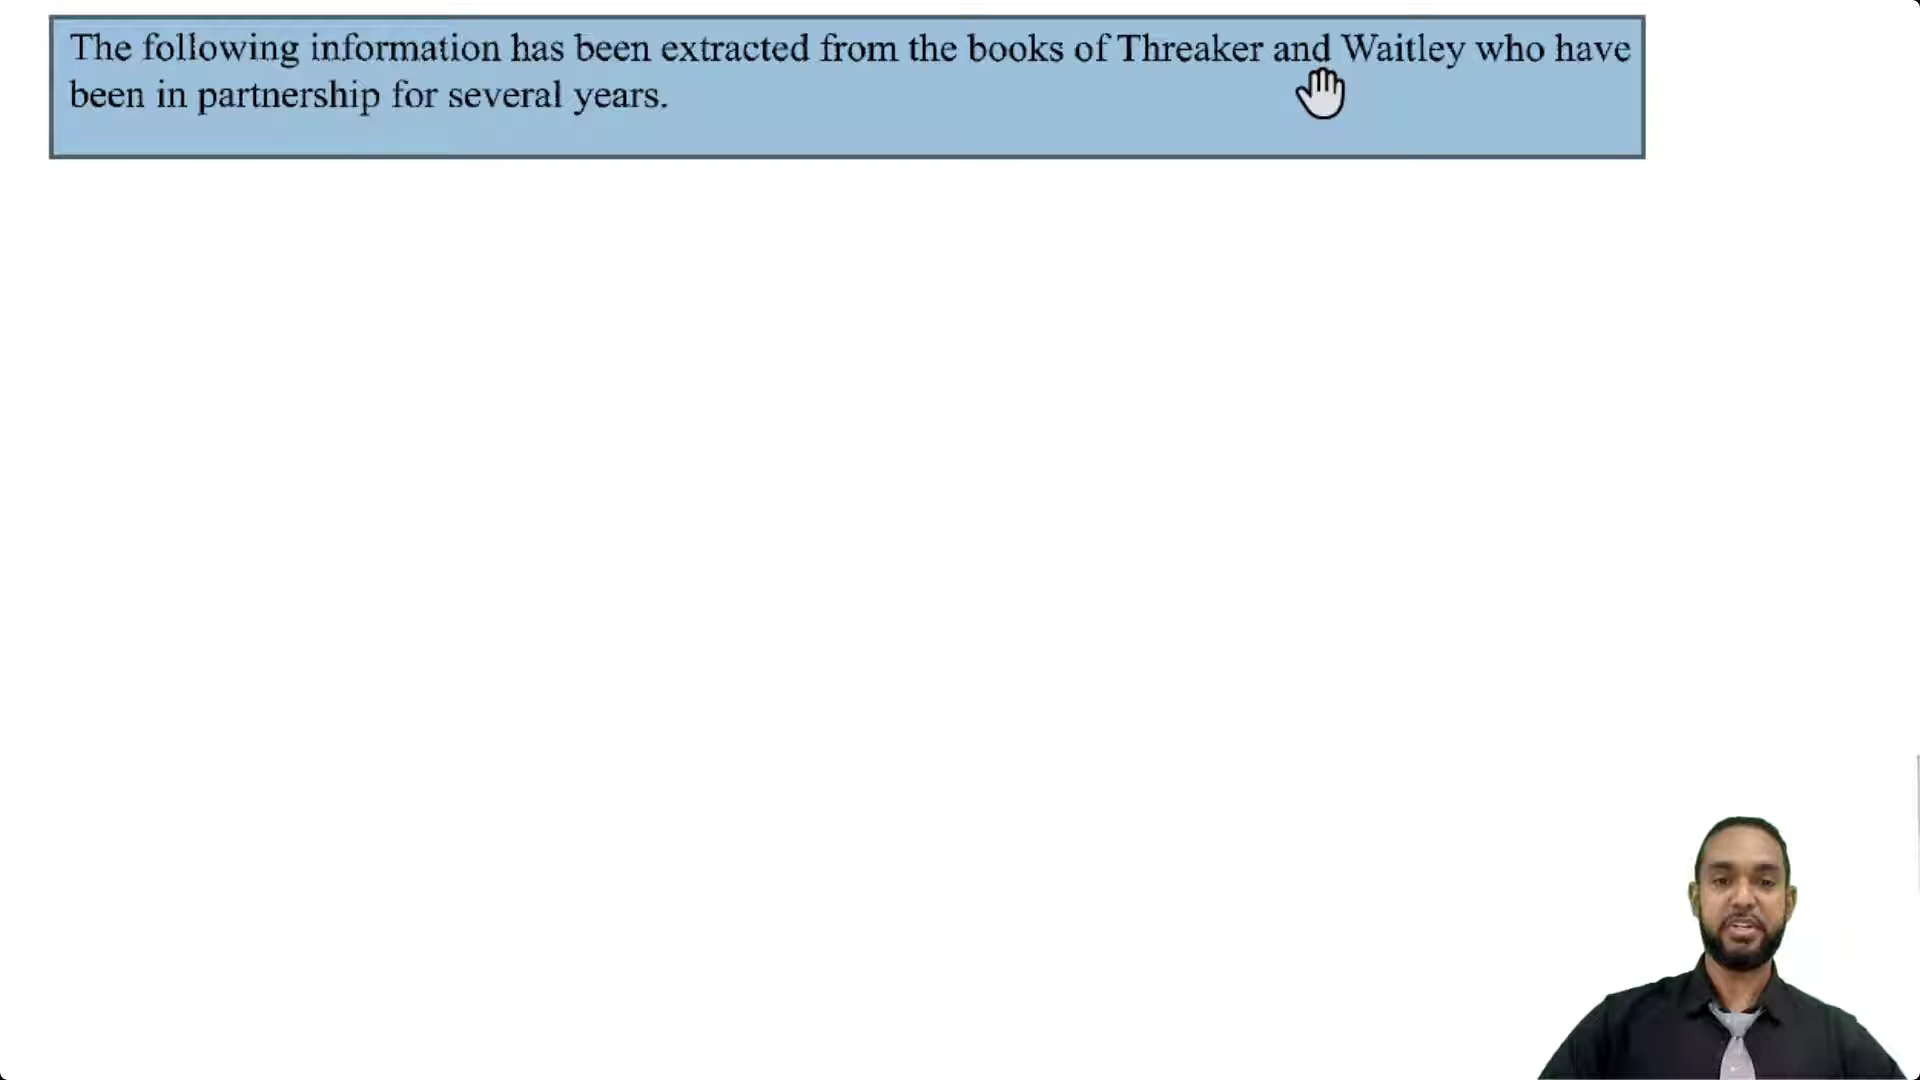 The following information has been extracted from the books of Threaker and Waitley who have
been in partnership for several years.